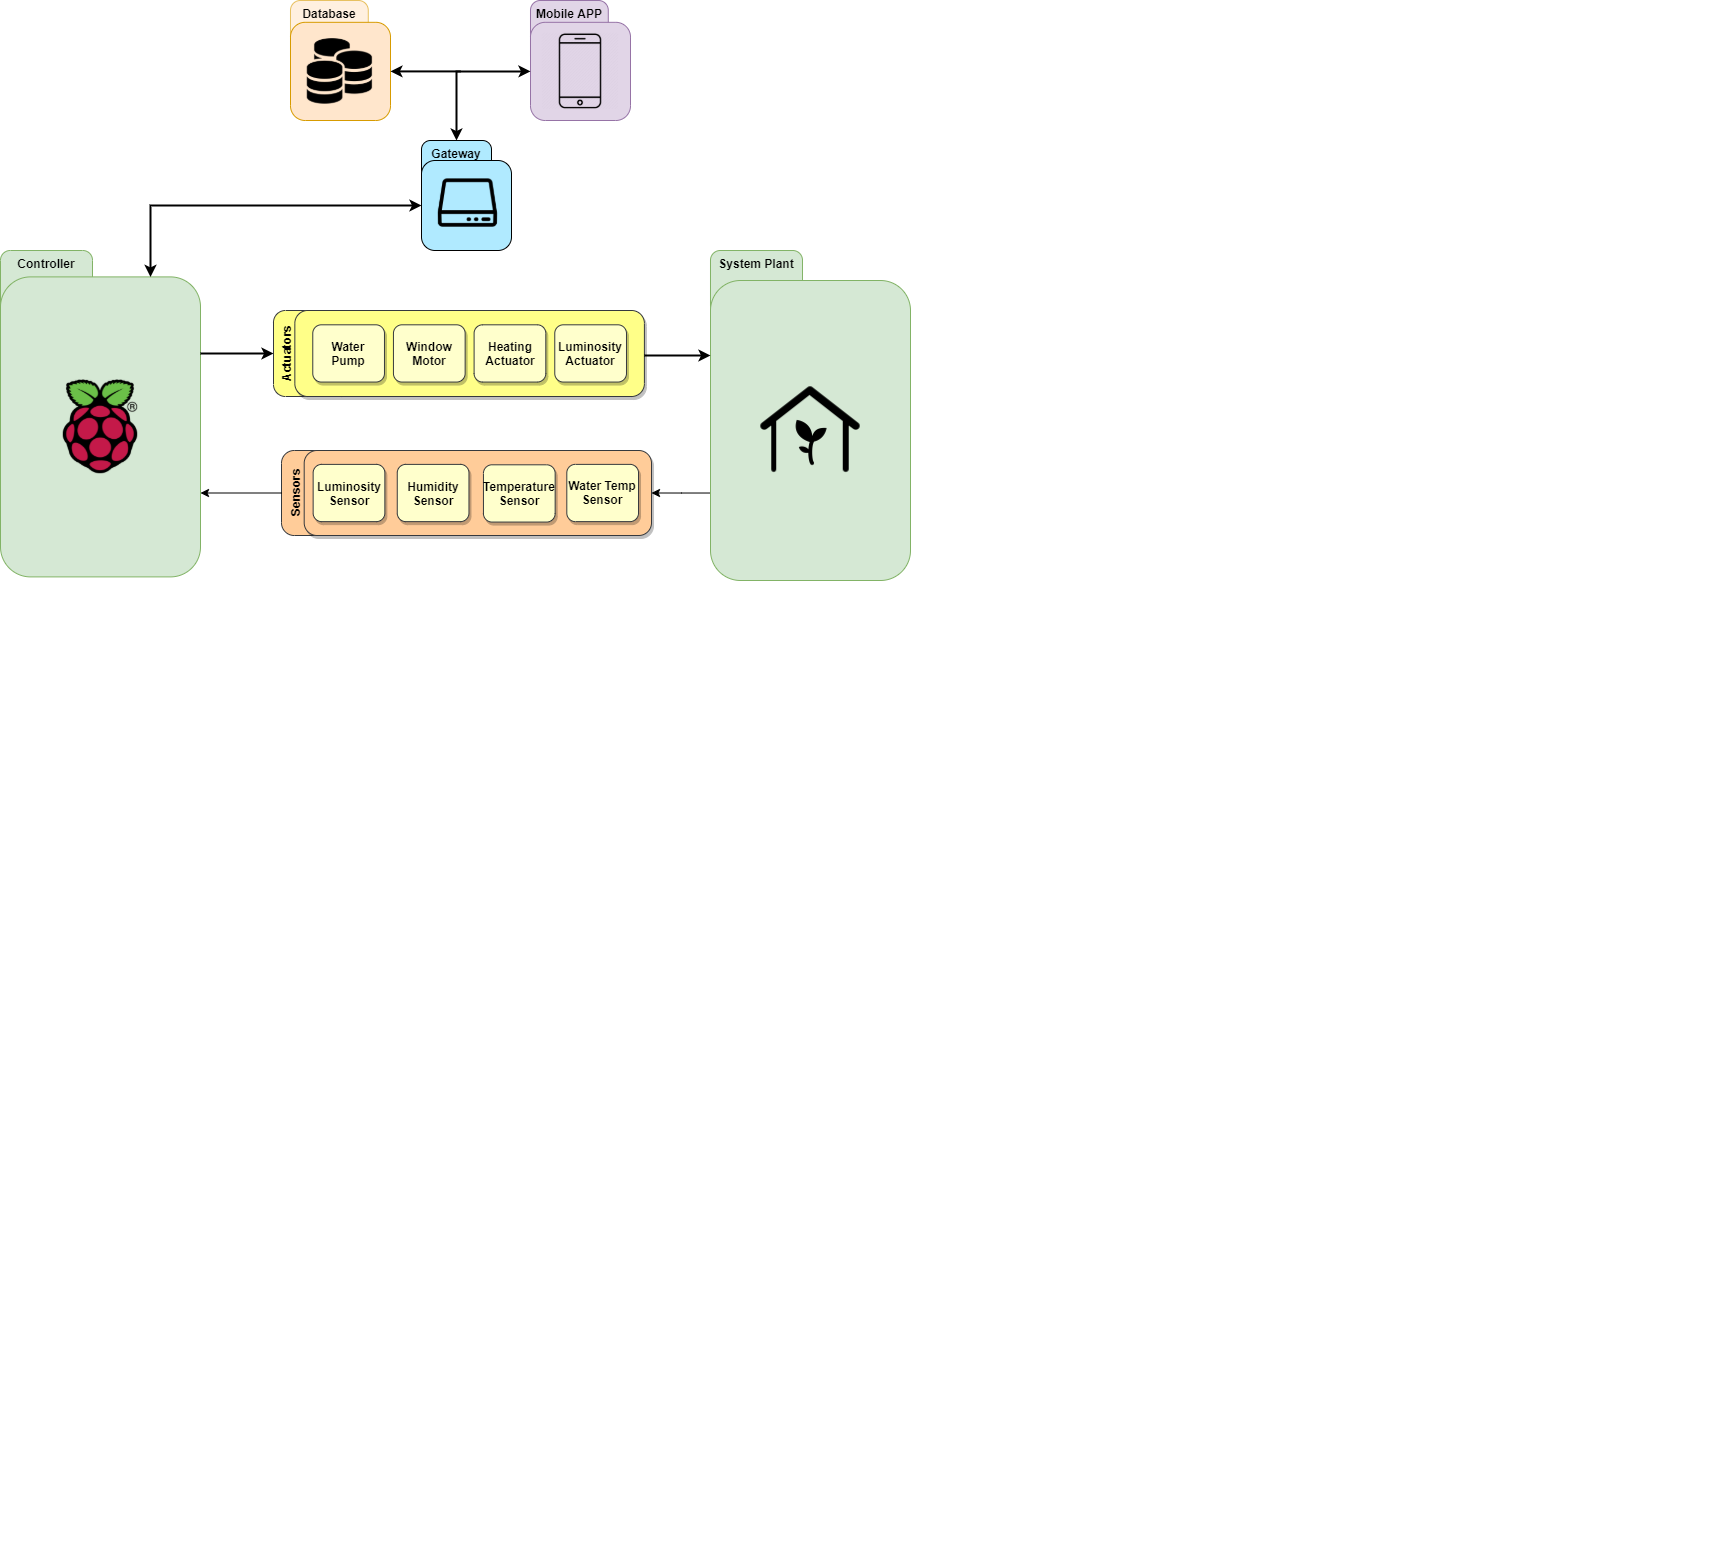 Database
Mobile APP
Gateway
Controller
System Plant
Actuators
Water
Pump
Window
Motor
Heating
Actuator
Luminosity
Actuator
®
Sensors
Luminosity
Sensor
Humidity
Sensor
Temperature
Sensor
Water Temp
Sensor